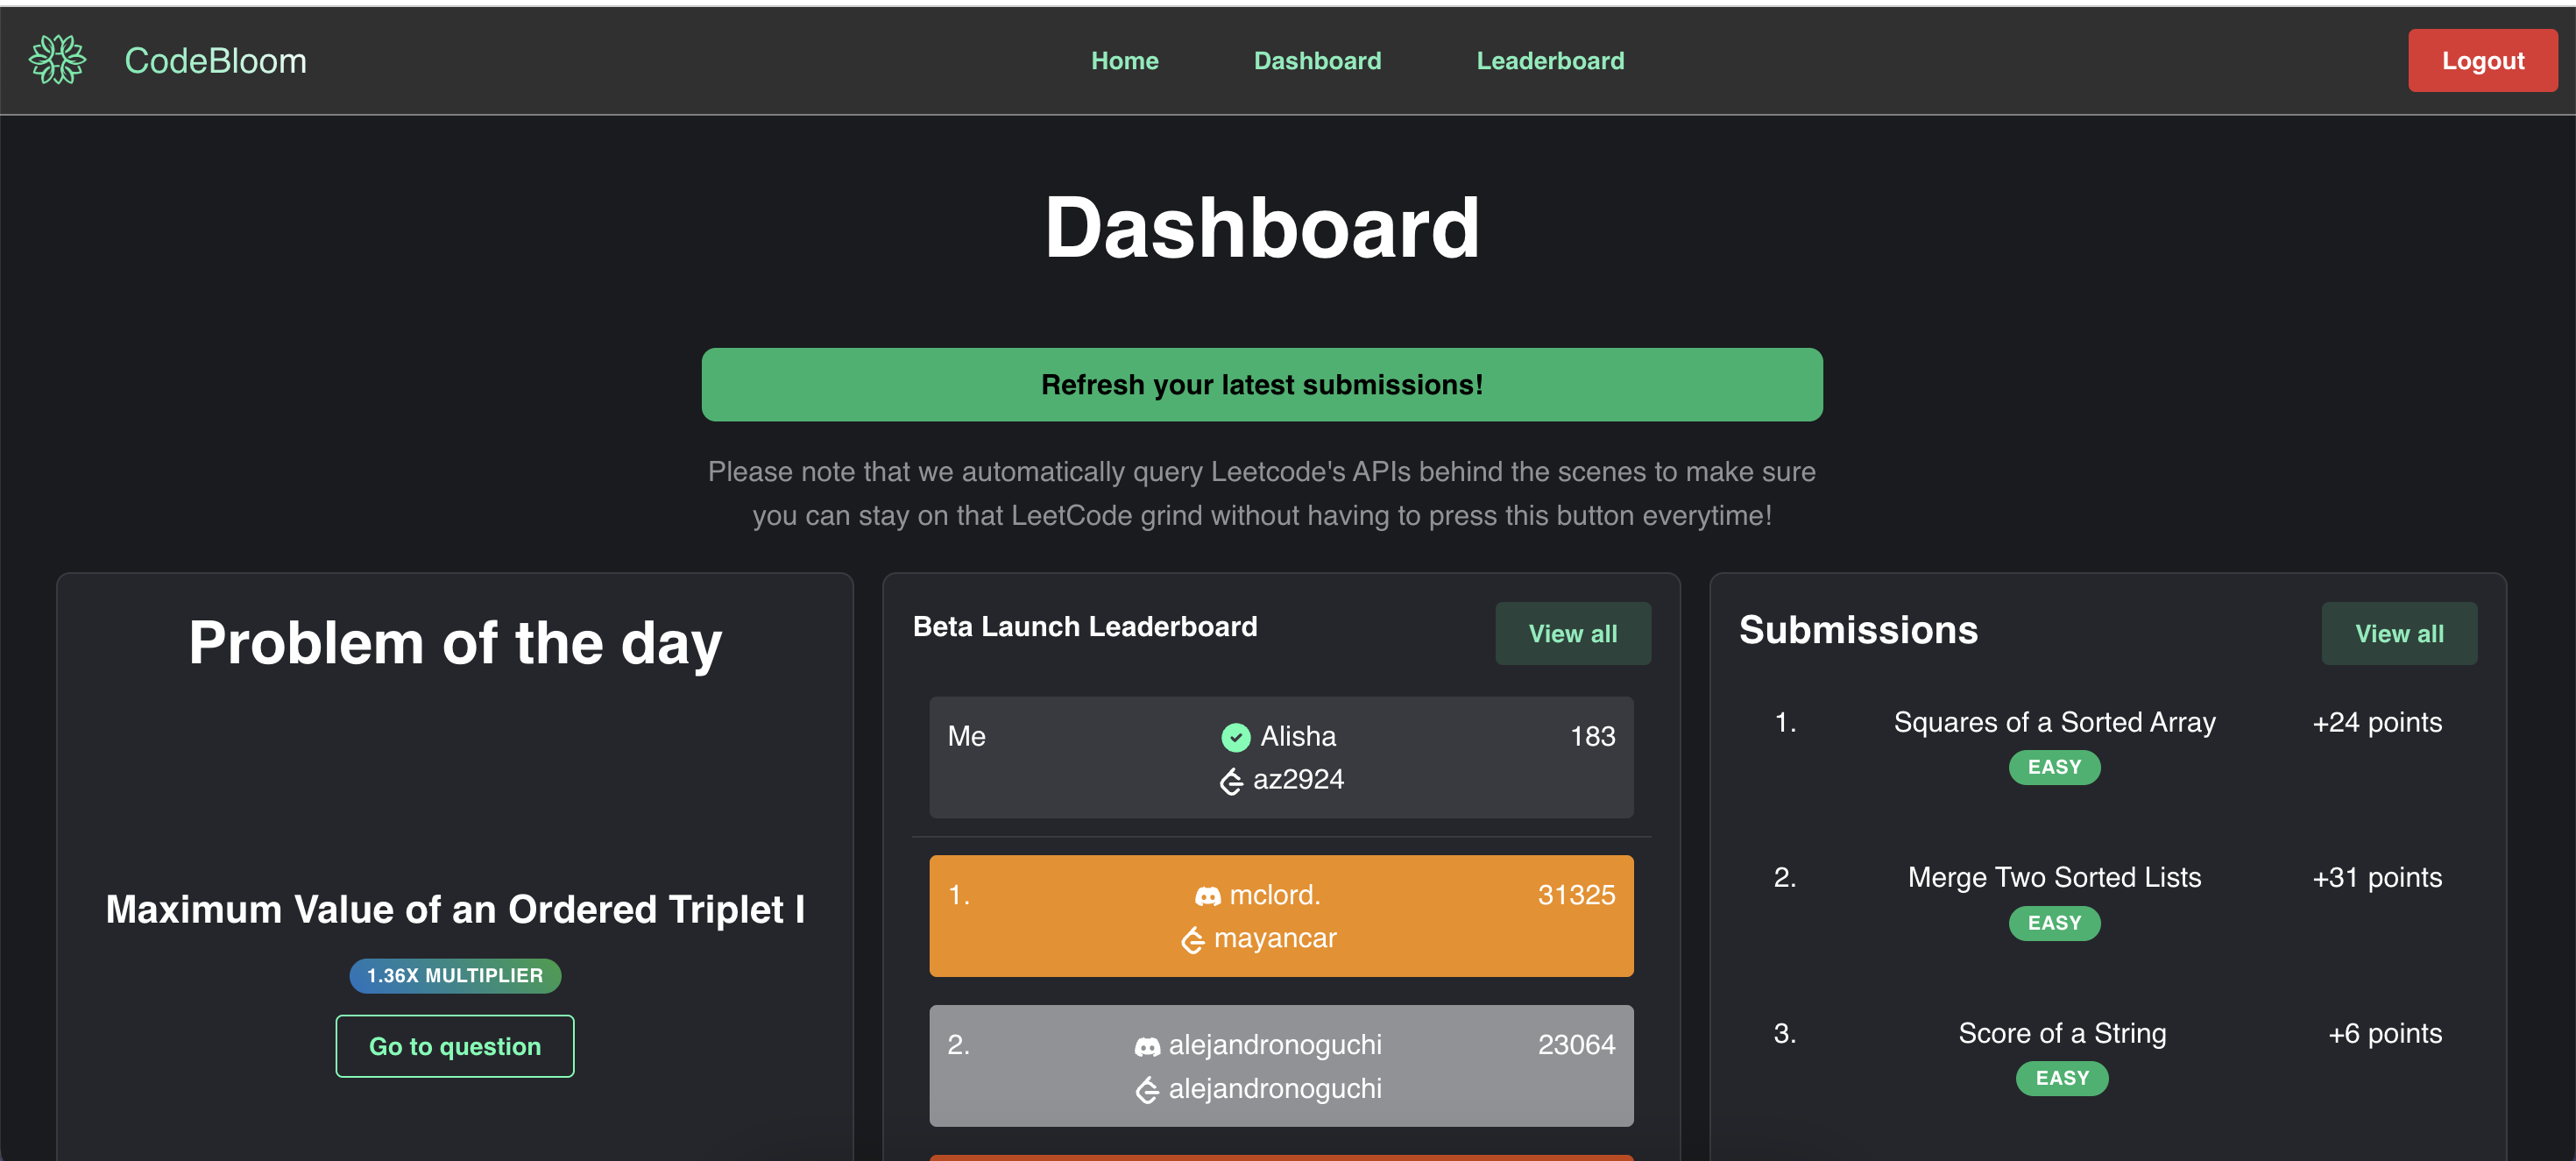 CodeBloom
Home
Dashboard
Leaderboard
Logout
Dashboard
Refresh your latest submissions!
Please note that we automatically query Leetcode's APIs behind the scenes to make sure
you can stay on that LeetCode grind without having to press this button everytime!
Problem of the day
Maximum Value of an Ordered Triplet I
1.36X MULTIPLIER
Go to question
Beta Launch Leaderboard
View all
Me
Alisha
183
az2924
1.
mclord.
31325
mayancar
2.
alejandronoguchi
23064
alejandronoguchi
Submissions
View all
1.
Squares of a Sorted Array
+24 points
EASY
2.
Merge Two Sorted Lists
+31 points
EASY
3.
Score of a String
+6 points
EASY